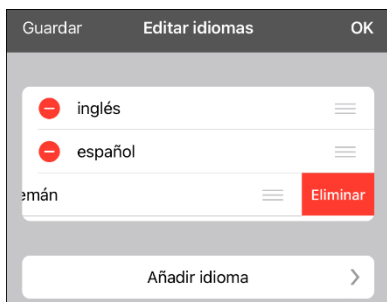 Guardar Editar idiomas OK
inglés
español
emán Eliminar
Añadir idioma